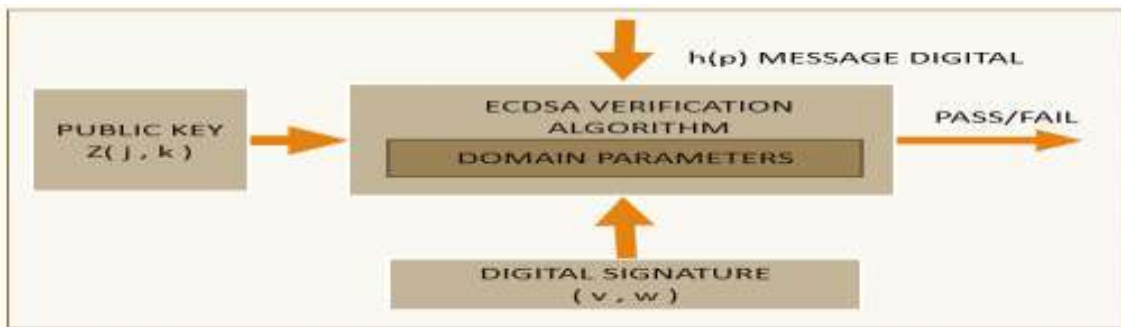 h(p) MESSAGE DIGITAL
PUBLIC KEY
Z( j , k )
ECDSA VERIFICATION
ALGORITHM
DOMAIN PARAMETERS
PASS/FAIL
DIGITAL SIGNATURE
( v , w )